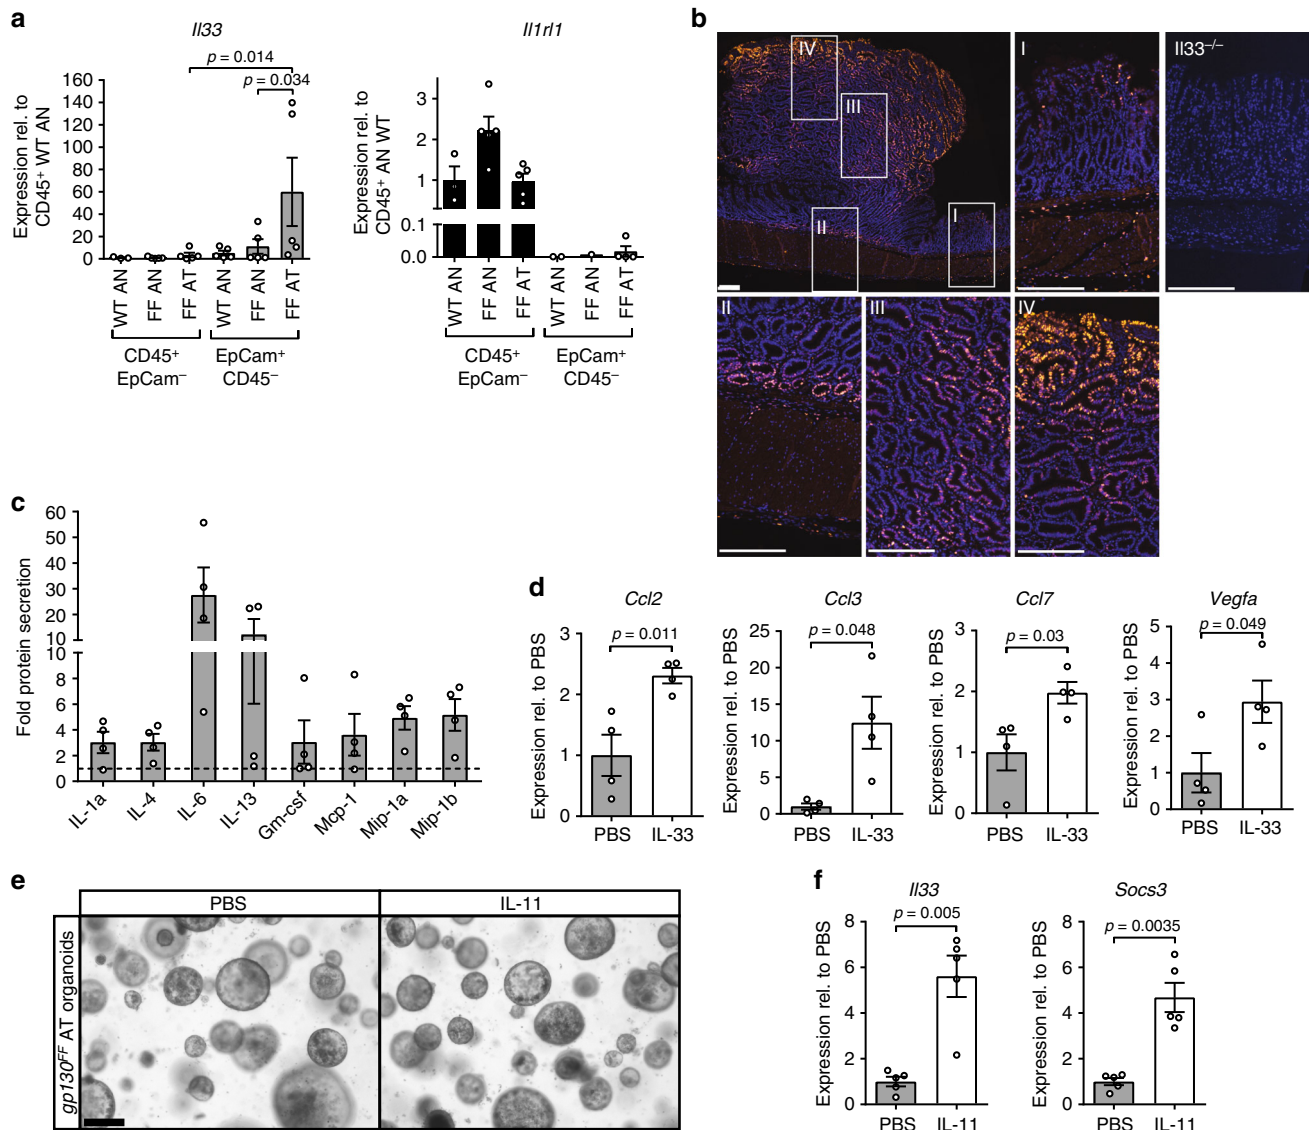 a
Il33
p = 0.014
p = 0.034
Expression rel. to
CD45⁺ WT AN
160
140
120
100
80
60
40
20
0
WT AN
FF AN
FF AT
WT AN
FF AN
FF AT
CD45⁺
EpCam⁻
EpCam⁺
CD45⁻
Il1rl1
Expression rel. to
CD45⁺ AN WT
3
2
1
0.1
0.0
WT AN
FF AN
FF AT
WT AN
FF AN
FF AT
CD45⁺
EpCam⁻
EpCam⁺
CD45⁻
b
IV
III
II
I
I
Il33⁻/⁻
II
III
IV
c
Fold protein secretion
60
50
40
30
20
10
10
8
6
4
2
0
IL-1a
IL-4
IL-6
IL-13
Gm-csf
Mcp-1
Mip-1a
Mip-1b
d
Ccl2
p = 0.011
Expression rel. to PBS
3
2
1
0
PBS
IL-33
Ccl3
p = 0.048
Expression rel. to PBS
25
20
15
10
5
0
PBS
IL-33
Ccl7
p = 0.03
Expression rel. to PBS
3
2
1
0
PBS
IL-33
Vegfa
p = 0.049
Expression rel. to PBS
5
4
3
2
1
0
PBS
IL-33
e
PBS
IL-11
gp130ᶠᶠ AT organoids
f
Il33
p = 0.005
Expression rel. to PBS
8
6
4
2
0
PBS
IL-11
Socs3
p = 0.0035
Expression rel. to PBS
8
6
4
2
0
PBS
IL-11